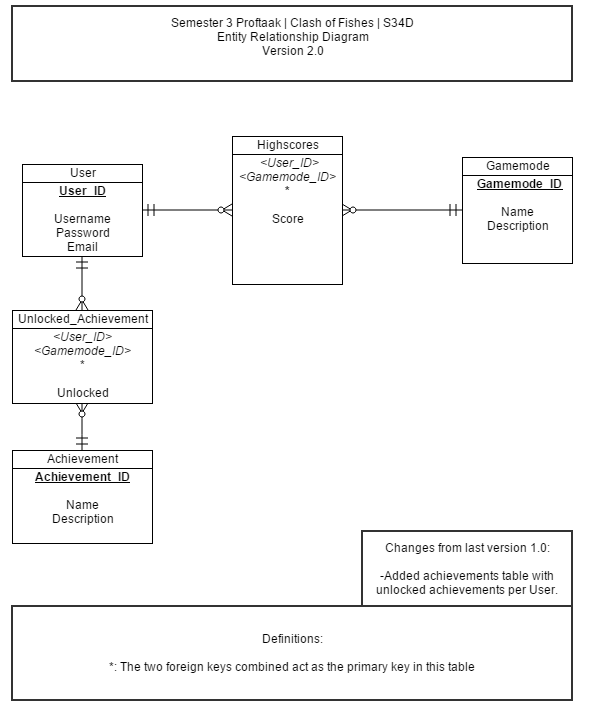 Semester 3 Proftaak | Clash of Fishes | S34D
Entity Relationship Diagram
Version 2.0
Highscores
<User_ID>
<Gamemode_ID>
*
Score
User
User_ID
Username
Password
Email
Gamemode
Gamemode_ID
Name
Description
Unlocked_Achievement
<User_ID>
<Gamemode_ID>
*
Unlocked
Achievement
Achievement_ID
Name
Description
Changes from last version 1.0:
-Added achievements table with
unlocked achievements per User.
Definitions:
*: The two foreign keys combined act as the primary key in this table